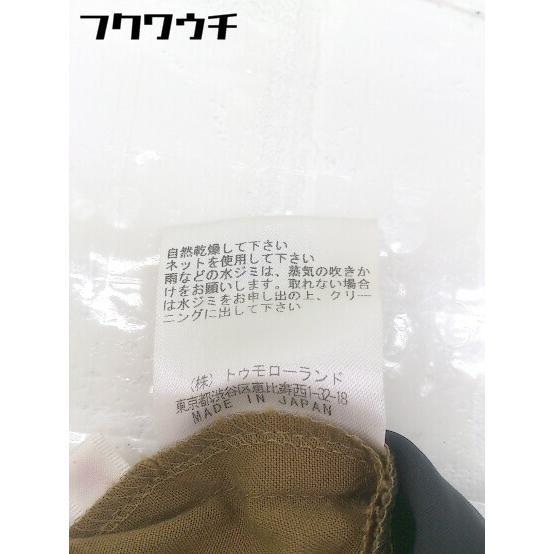 フクワウチ
自然乾燥して下さい
ネットを使用して下さい
雨などの水ジミは、蒸気の吹きか
けをお願いします。取れない場合
は水ジミをお申し出の上、クリー
ニングに出して下さい
(株) トゥモローランド
東京都渋谷区恵比寿西1-32-18
MADE IN JAPAN